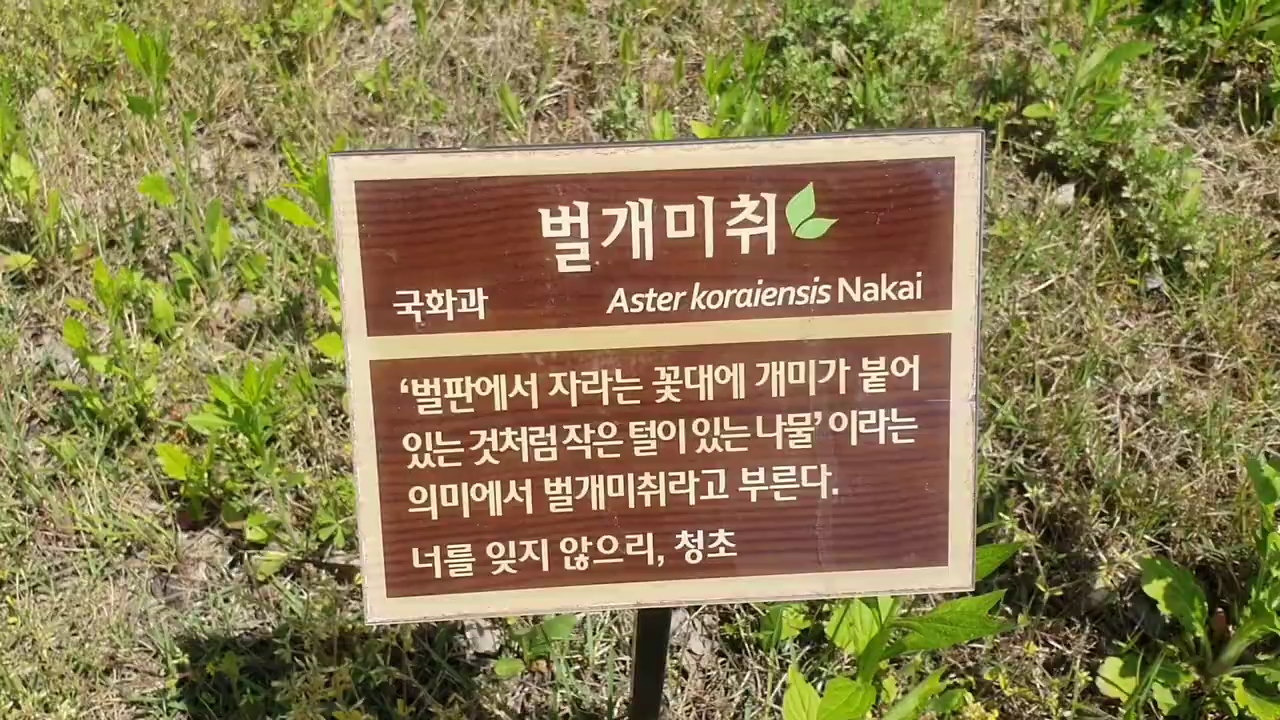 벌개미취
국화과 Aster koraiensis Nakai
‘벌판에서 자라는 꽃대에 개미가 붙어
있는 것처럼 작은 털이 있는 나물’ 이라는
의미에서 벌개미취라고 부른다.
너를 잊지 않으리, 청초